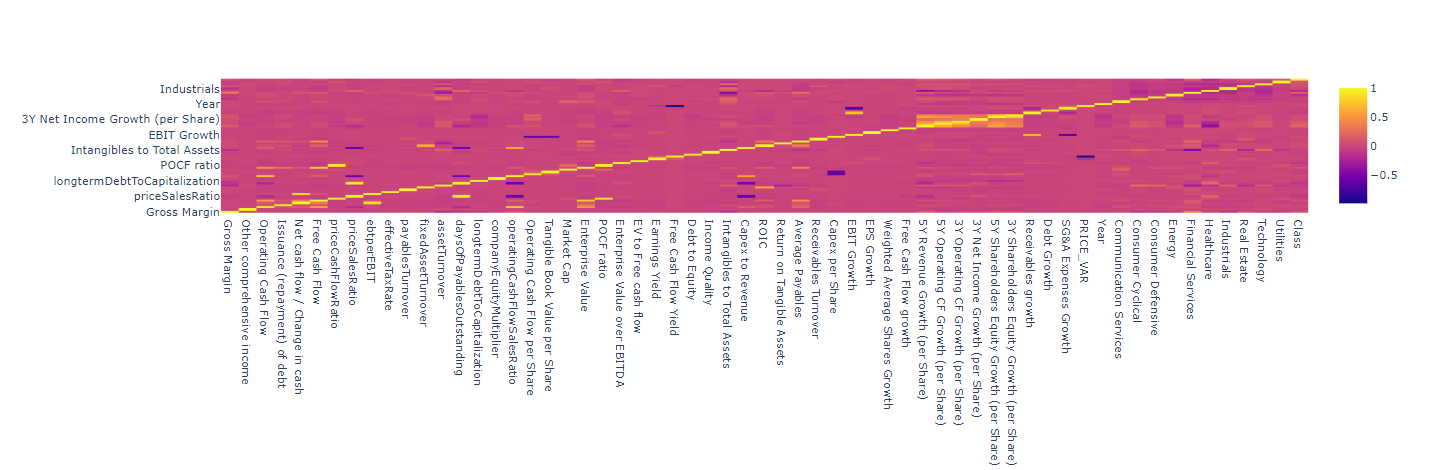 Industrials
Year
3Y Net Income Growth (per Share)
EBIT Growth
Intangibles to Total Assets
POCF ratio
longtermDebtToCapitalization
priceSalesRatio
Gross Margin
Gross Margin
Other comprehensive income
Operating Cash Flow
Issuance (repayment) of debt
Net cash flow / Change in cash
Free Cash Flow
priceCashFlowRatio
priceSalesRatio
ebtperEBIT
effectiveTaxRate
payablesTurnover
fixedAssetTurnover
assetTurnover
daysOfPayablesOutstanding
longtermDebtToCapitalization
companyEquityMultiplier
operatingCashFlowSalesRatio
Operating Cash Flow per Share
Tangible Book Value per Share
Market Cap
Enterprise Value
POCF ratio
Enterprise Value over EBITDA
EV to Free cash flow
Earnings Yield
Free Cash Flow Yield
Debt to Equity
Income Quality
Intangibles to Total Assets
Capex to Revenue
ROIC
Return on Tangible Assets
Average Payables
Receivables Turnover
Capex per Share
EBIT Growth
EPS Growth
Weighted Average Shares Growth
Free Cash Flow growth
5Y Revenue Growth (per Share)
5Y Operating CF Growth (per Share)
3Y Operating CF Growth (per Share)
3Y Net Income Growth (per Share)
5Y Shareholders Equity Growth (per Share)
3Y Shareholders Equity Growth (per Share)
Receivables growth
Debt Growth
SG&A Expenses Growth
PRICE_VAR
Year
Communication Services
Consumer Cyclical
Consumer Defensive
Energy
Financial Services
Healthcare
Industrials
Real Estate
Technology
Utilities
Class
1
0.5
0
−0.5